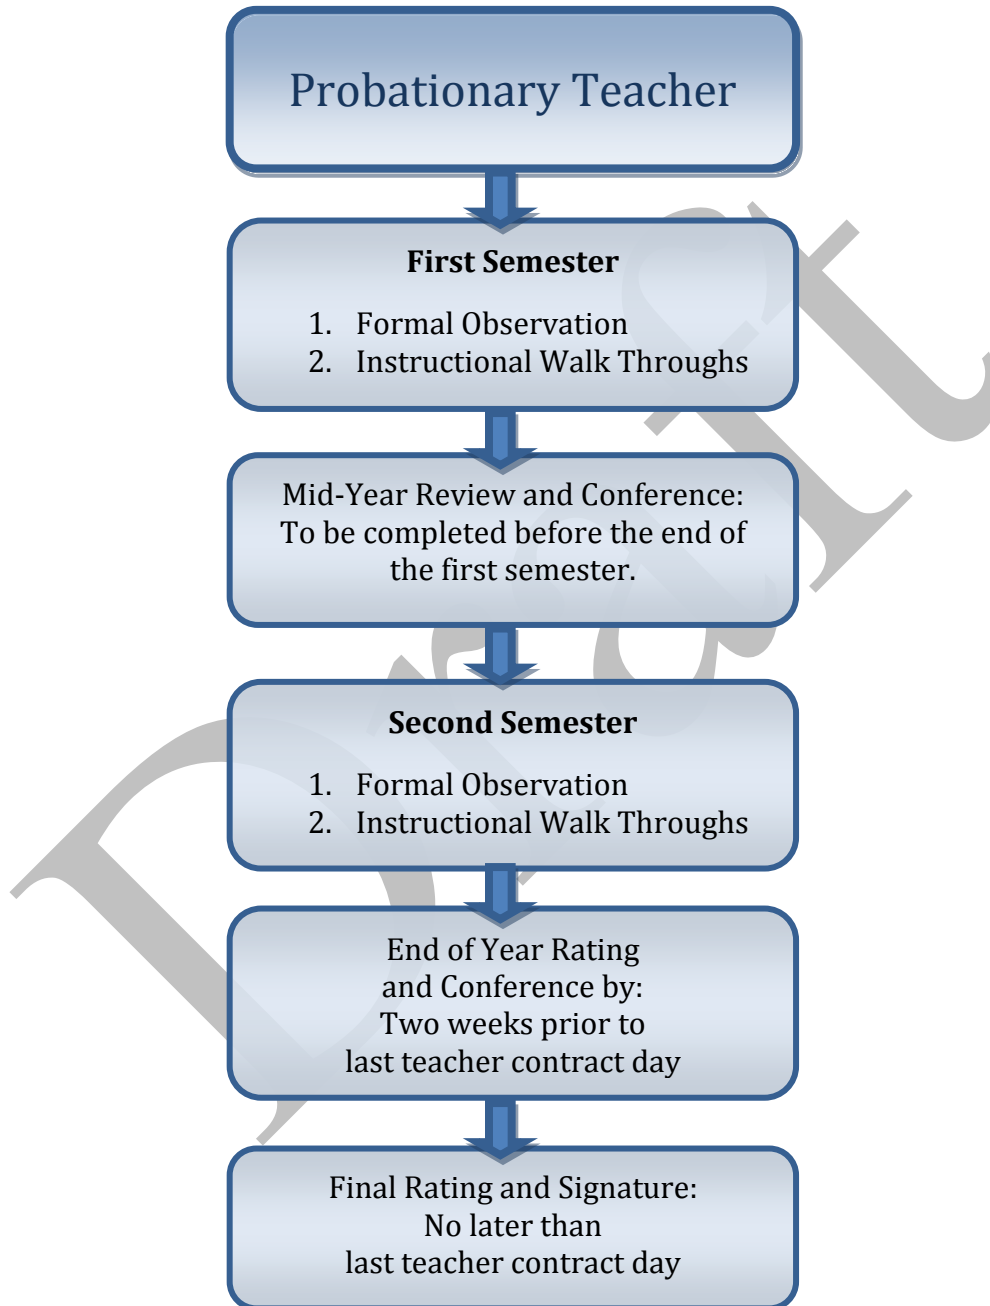 Probationary Teacher
First Semester
1. Formal Observation
2. Instructional Walk Throughs
Mid-Year Review and Conference:
To be completed before the end of
the first semester.
Second Semester
1. Formal Observation
2. Instructional Walk Throughs
End of Year Rating
and Conference by:
Two weeks prior to
last teacher contract day
Final Rating and Signature:
No later than
last teacher contract day
Draft